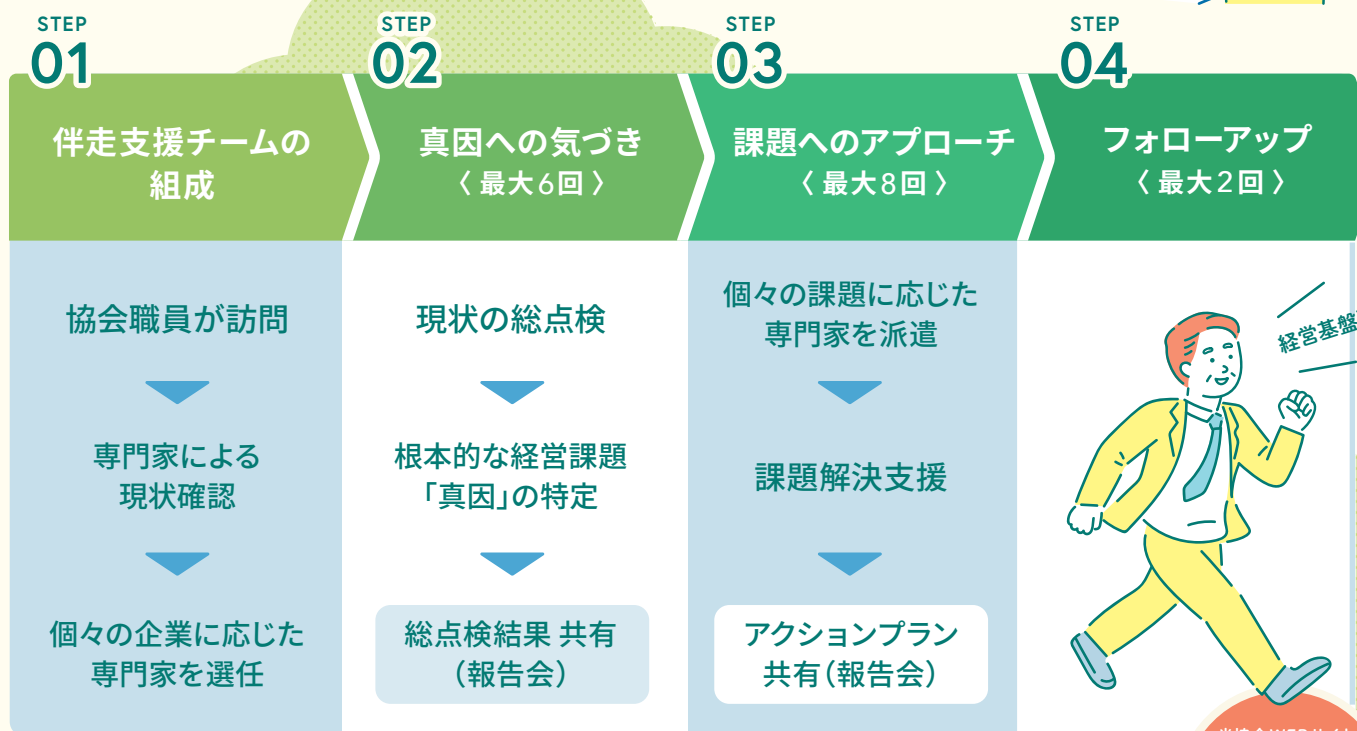 STEP
01
伴走支援チームの
組成
協会職員が訪問
専門家による
現状確認
個々の企業に応じた
専門家を選任
STEP
02
真因への気づき
〈 最大6回 〉
現状の総点検
根本的な経営課題
「真因」の特定
総点検結果 共有
（報告会）
STEP
03
課題へのアプローチ
〈 最大8回 〉
個々の課題に応じた
専門家を派遣
課題解決支援
アクションプラン
共有（報告会）
STEP
04
フォローアップ
〈 最大2回 〉
経営基盤